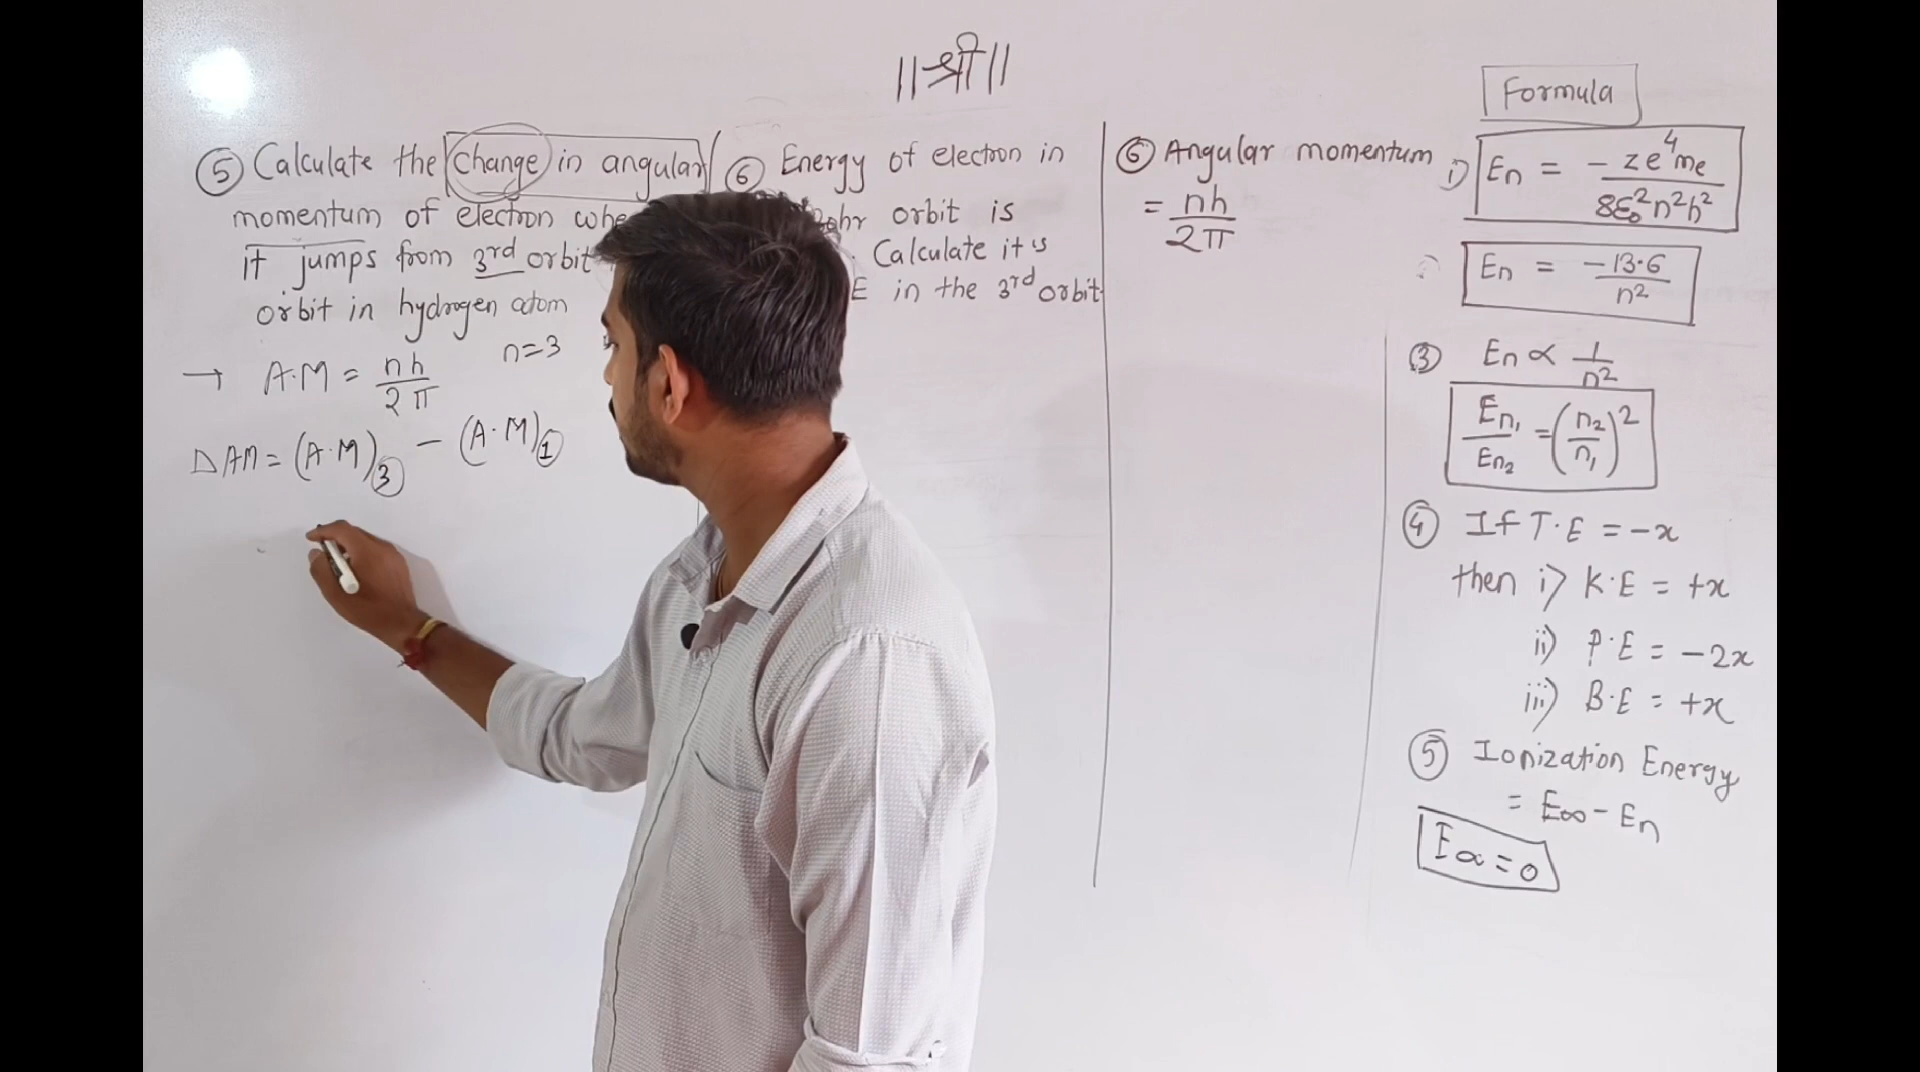 ||श्री||
⑤ Calculate the change in angular
momentum of electron
it jumps from 3rd orbit
orbit in hydrogen atom
→ A.M = nh/2π n=3
ΔAM = (A.M)③ - (A.M)①
⑥ Energy of electron in
orbit is
Calculate it's
E in the 3rd orbit
⑥ Angular momentum
= nh/2π
Formula
i) En = - ze⁴me/8ε₀²n²h²
En = -13.6/n²
③ En ∝ 1/n²
En₁/En₂ = (n₂/n₁)²
④ If T.E = -x
then i) K.E = +x
ii) P.E = -2x
iii) B.E = +x
⑤ Ionization Energy
= E∞ - En
E∝ = 0